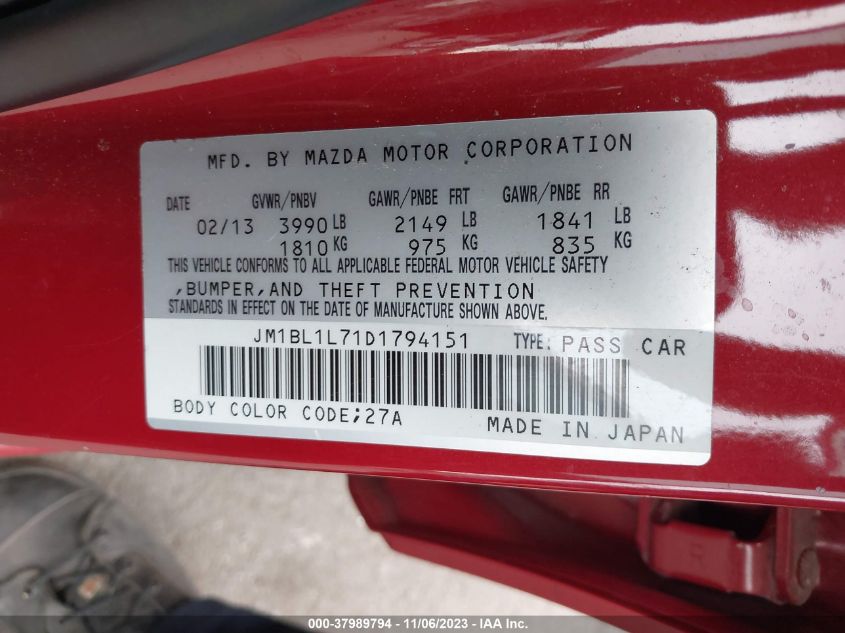 MFD. BY MAZDA MOTOR CORPORATION
DATE GVWR/PNBV GAWR/PNBE FRT GAWR/PNBE RR
02/13 3990 LB 2149 LB 1841 LB
1810 KG 975 KG 835 KG
THIS VEHICLE CONFORMS TO ALL APPLICABLE FEDERAL MOTOR VEHICLE SAFETY
,BUMPER,AND THEFT PREVENTION
STANDARDS IN EFFECT ON THE DATE OF MANUFACTURE SHOWN ABOVE.
JM1BL1L71D1794151 TYPE: PASS CAR
BODY COLOR CODE;27A MADE IN JAPAN
R
000-37989794 - 11/06/2023 - IAA Inc.